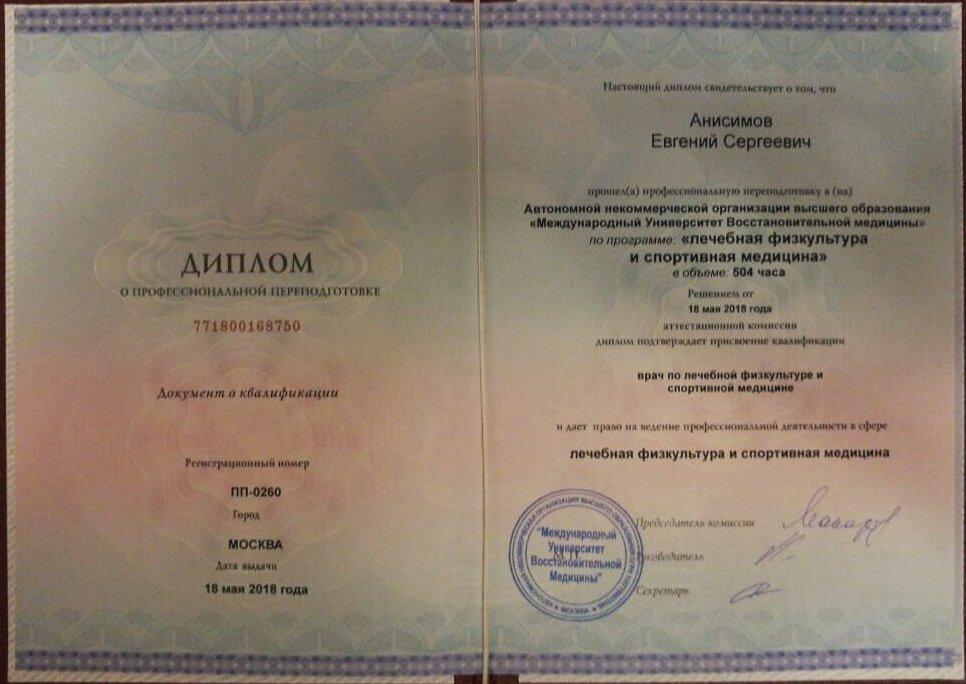 ДИПЛОМ
О ПРОФЕССИОНАЛЬНОЙ ПЕРЕПОДГОТОВКЕ
771800168750
Документ о квалификации
Регистрационный номер
ПП-0260
Город
МОСКВА
Дата выдачи
18 мая 2018 года
Настоящий диплом свидетельствует о том, что
Анисимов
Евгений Сергеевич
прошел(а) профессиональную переподготовку в (на)
Автономной некоммерческой организации высшего образования
«Международный Университет Восстановительной медицины»
по программе: «лечебная физкультура
и спортивная медицина»
в объеме: 504 часа
Решением от
18 мая 2018 года
аттестационной комиссии
диплом подтверждает присвоение квалификации
врач по лечебной физкультуре и
спортивной медицине
и дает право на ведение профессиональной деятельности в сфере
лечебная физкультура и спортивная медицина
Председатель комиссии
Руководитель
Секретарь
М.П.
"Международный
Университет
Восстановительной
Медицины"
МОСКВА